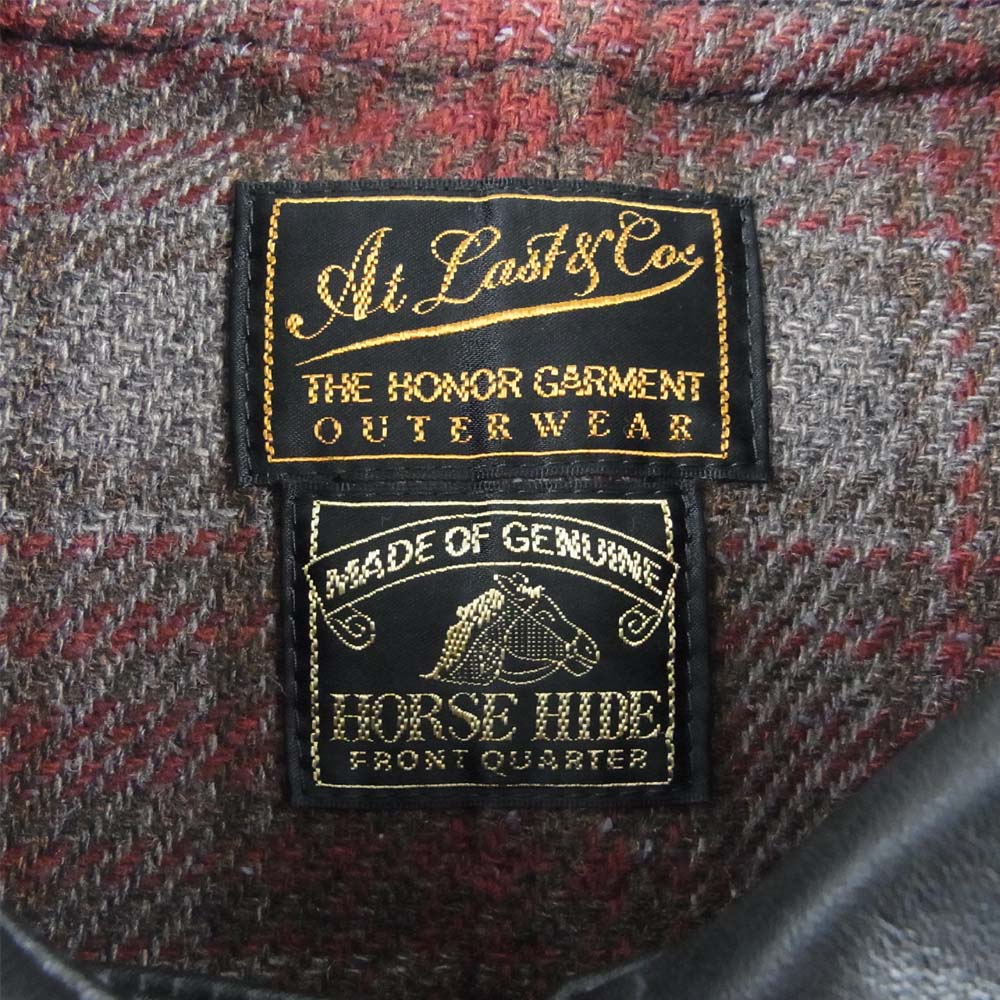 At Last & Co.
THE HONOR GARMENT
OUTERWEAR
MADE OF GENUINE
HORSE HIDE
FRONT QUARTER